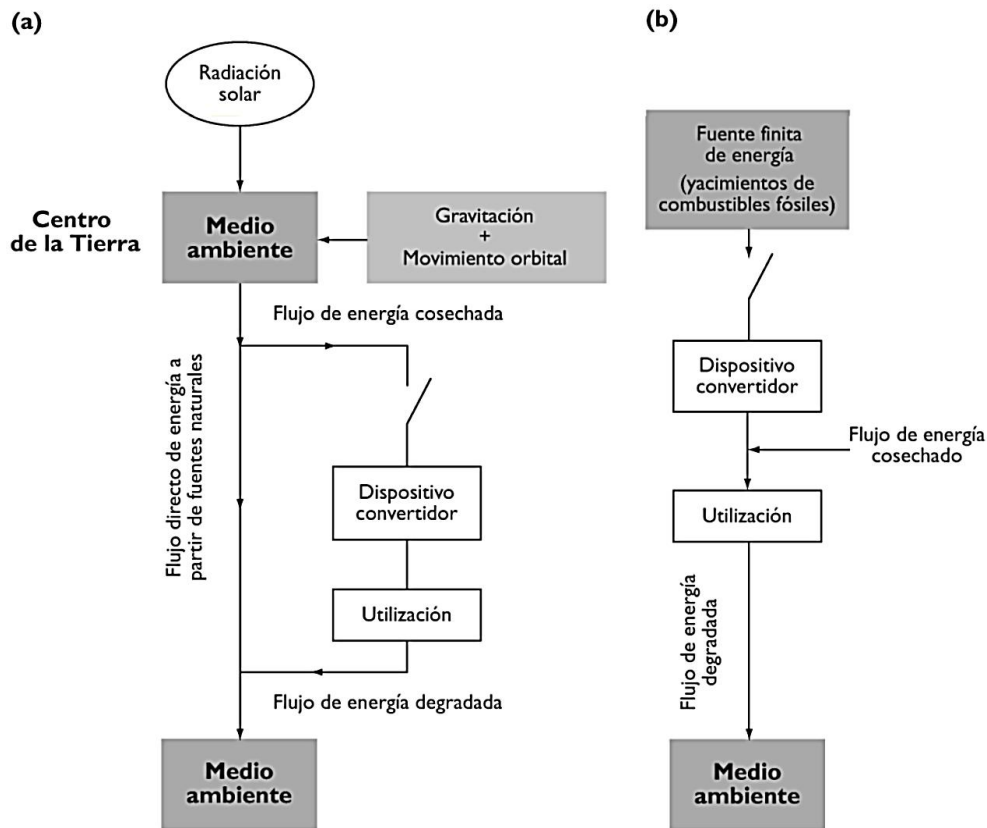 (a)
Radiación
solar
Centro
de la Tierra
Medio
ambiente
Gravitación
+
Movimiento orbital
Flujo de energía cosechada
Flujo directo de energía a
partir de fuentes naturales
Dispositivo
convertidor
Utilización
Flujo de energía degradada
Medio
ambiente
(b)
Fuente finita
de energía
(yacimientos de
combustibles fósiles)
Dispositivo
convertidor
Flujo de energía
cosechado
Utilización
Flujo de energía
degradada
Medio
ambiente